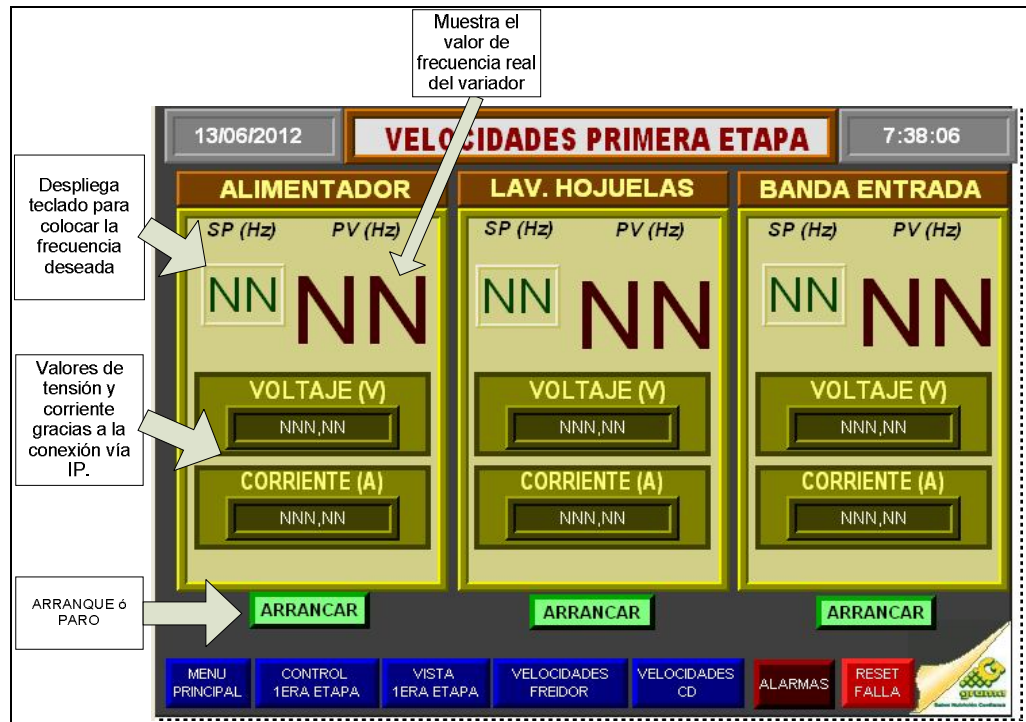 Muestra el
valor de
frecuencia real
del variador
13/06/2012
VELOCIDADES PRIMERA ETAPA
7:38:06
Despliega
teclado para
colocar la
frecuencia
deseada
ALIMENTADOR
LAV. HOJUELAS
BANDA ENTRADA
SP (Hz) PV (Hz)
SP (Hz) PV (Hz)
SP (Hz) PV (Hz)
NN NN
NN NN
NN NN
Valores de
tensión y
corriente
gracias a la
conexión vía
IP.
VOLTAJE (V)
VOLTAJE (V)
VOLTAJE (V)
NNN,NN
NNN,NN
NNN,NN
CORRIENTE (A)
CORRIENTE (A)
CORRIENTE (A)
NNN,NN
NNN,NN
NNN,NN
ARRANQUE ó
PARO
ARRANCAR
ARRANCAR
ARRANCAR
MENU
PRINCIPAL
CONTROL
1ERA ETAPA
VISTA
1ERA ETAPA
VELOCIDADES
FREIDOR
VELOCIDADES
CD
ALARMAS
RESET
FALLA
gruma